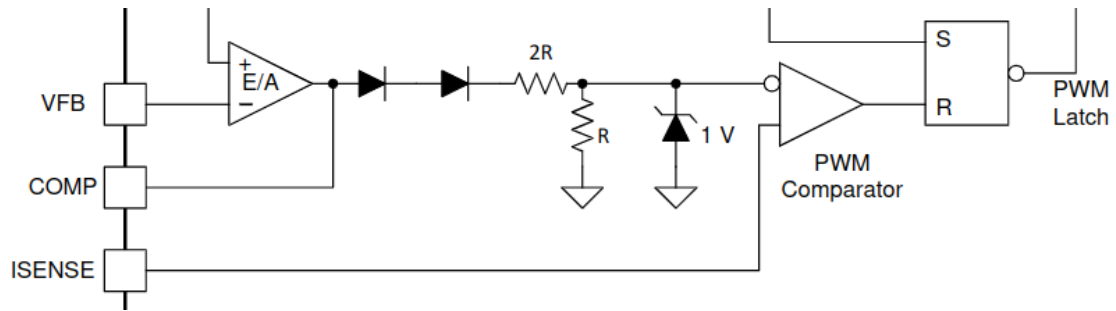 VFB
COMP
ISENSE
+
E/A
−
2R
R
1 V
PWM
Comparator
S
R
PWM
Latch